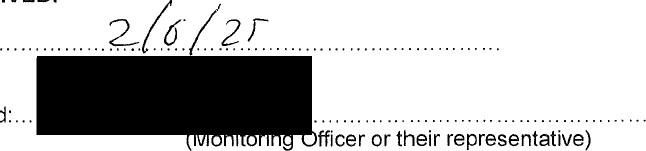 2/6/25
d:
(Monitoring Officer or their representative)